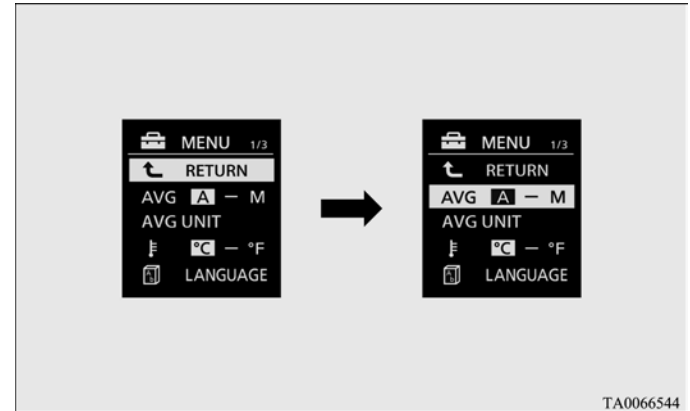 MENU 1/3
RETURN
AVG A – M
AVG UNIT
°C – °F
LANGUAGE
MENU 1/3
RETURN
AVG A – M
AVG UNIT
°C – °F
LANGUAGE
TA0066544